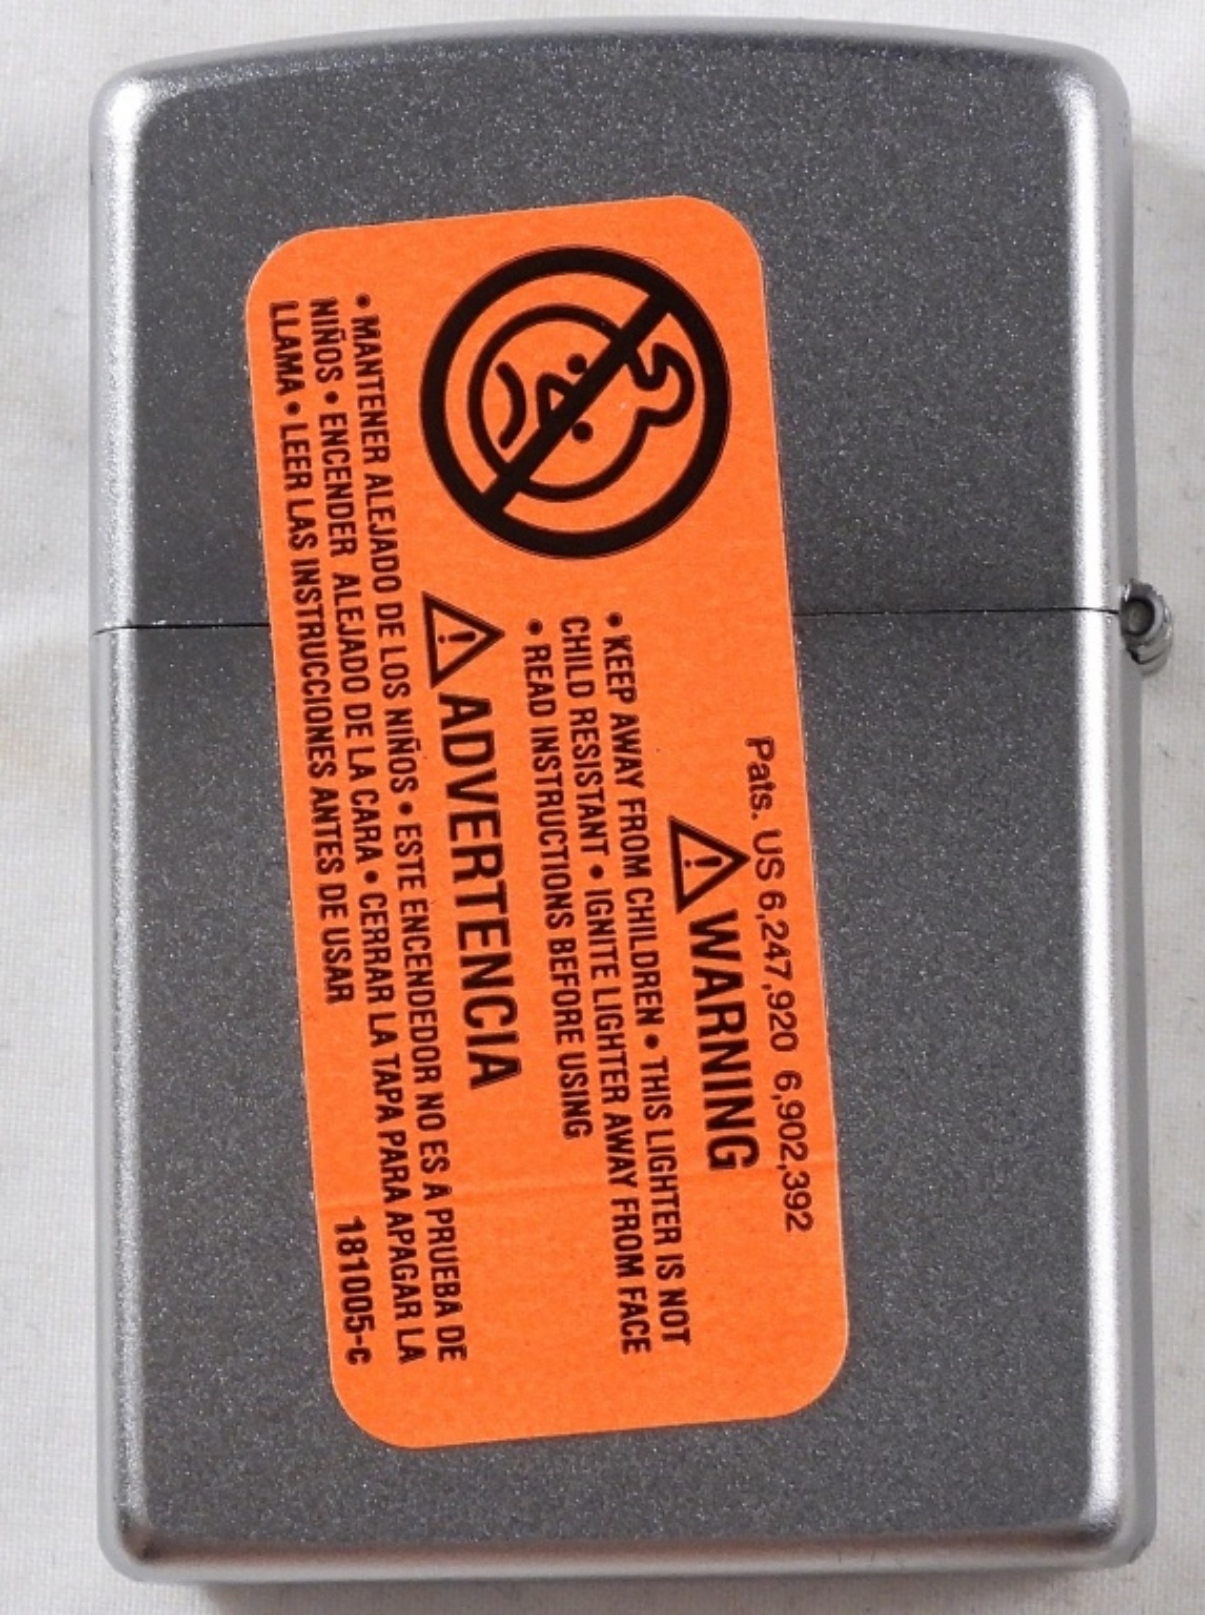 Pats. US 6,247,920 6,902,392
WARNING
• KEEP AWAY FROM CHILDREN • THIS LIGHTER IS NOT
CHILD RESISTANT • IGNITE LIGHTER AWAY FROM FACE
• READ INSTRUCTIONS BEFORE USING
ADVERTENCIA
• MANTENER ALEJADO DE LOS NIÑOS • ESTE ENCENDEDOR NO ES A PRUEBA DE
NIÑOS • ENCENDER ALEJADO DE LA CARA • CERRAR LA TAPA PARA APAGAR LA
LLAMA • LEER LAS INSTRUCCIONES ANTES DE USAR 181005-c